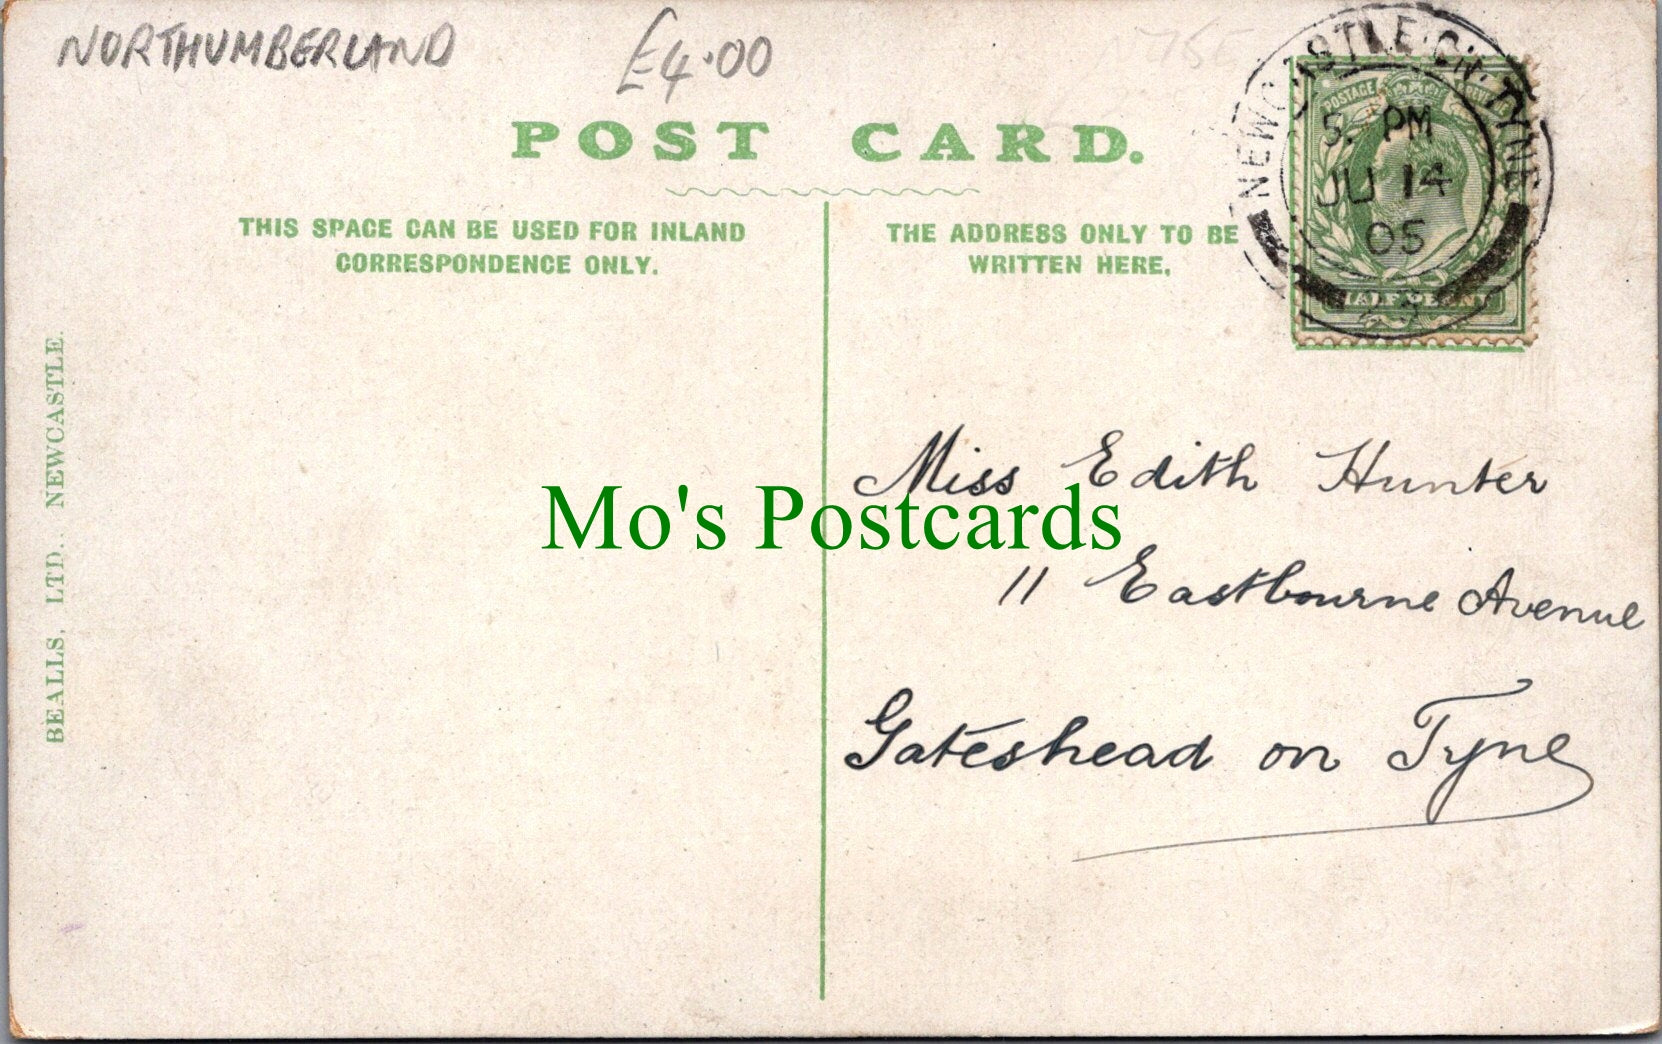 NORTHUMBERLAND
£4.00
POST CARD.
THIS SPACE CAN BE USED FOR INLAND
CORRESPONDENCE ONLY.
THE ADDRESS ONLY TO BE
WRITTEN HERE.
NEWCASTLE·ON·TYNE
PM
JU 14
05
23
POSTAGE
HALFPENNY
BEALLS, LTD., NEWCASTLE.
Miss Edith Hunter
11 Eastbourne Avenue
Gateshead on Tyne
Mo's Postcards